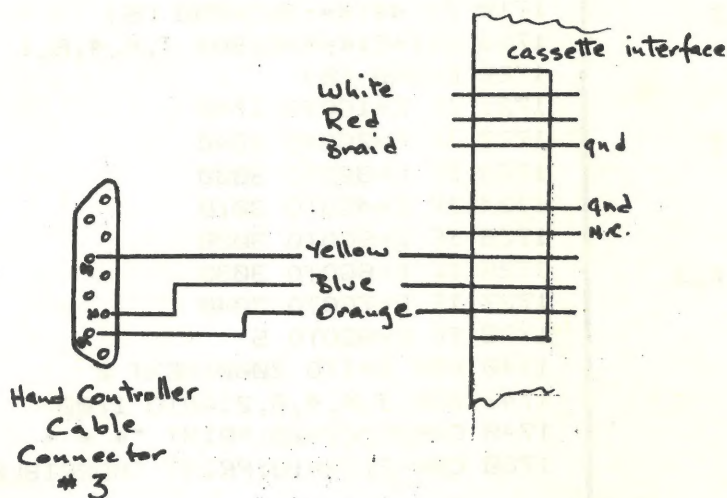 cassette interface
White
Red
Braid
gnd
gnd
N.C.
Yellow
Blue
Orange
Hand Controller
Cable
Connector
# 3